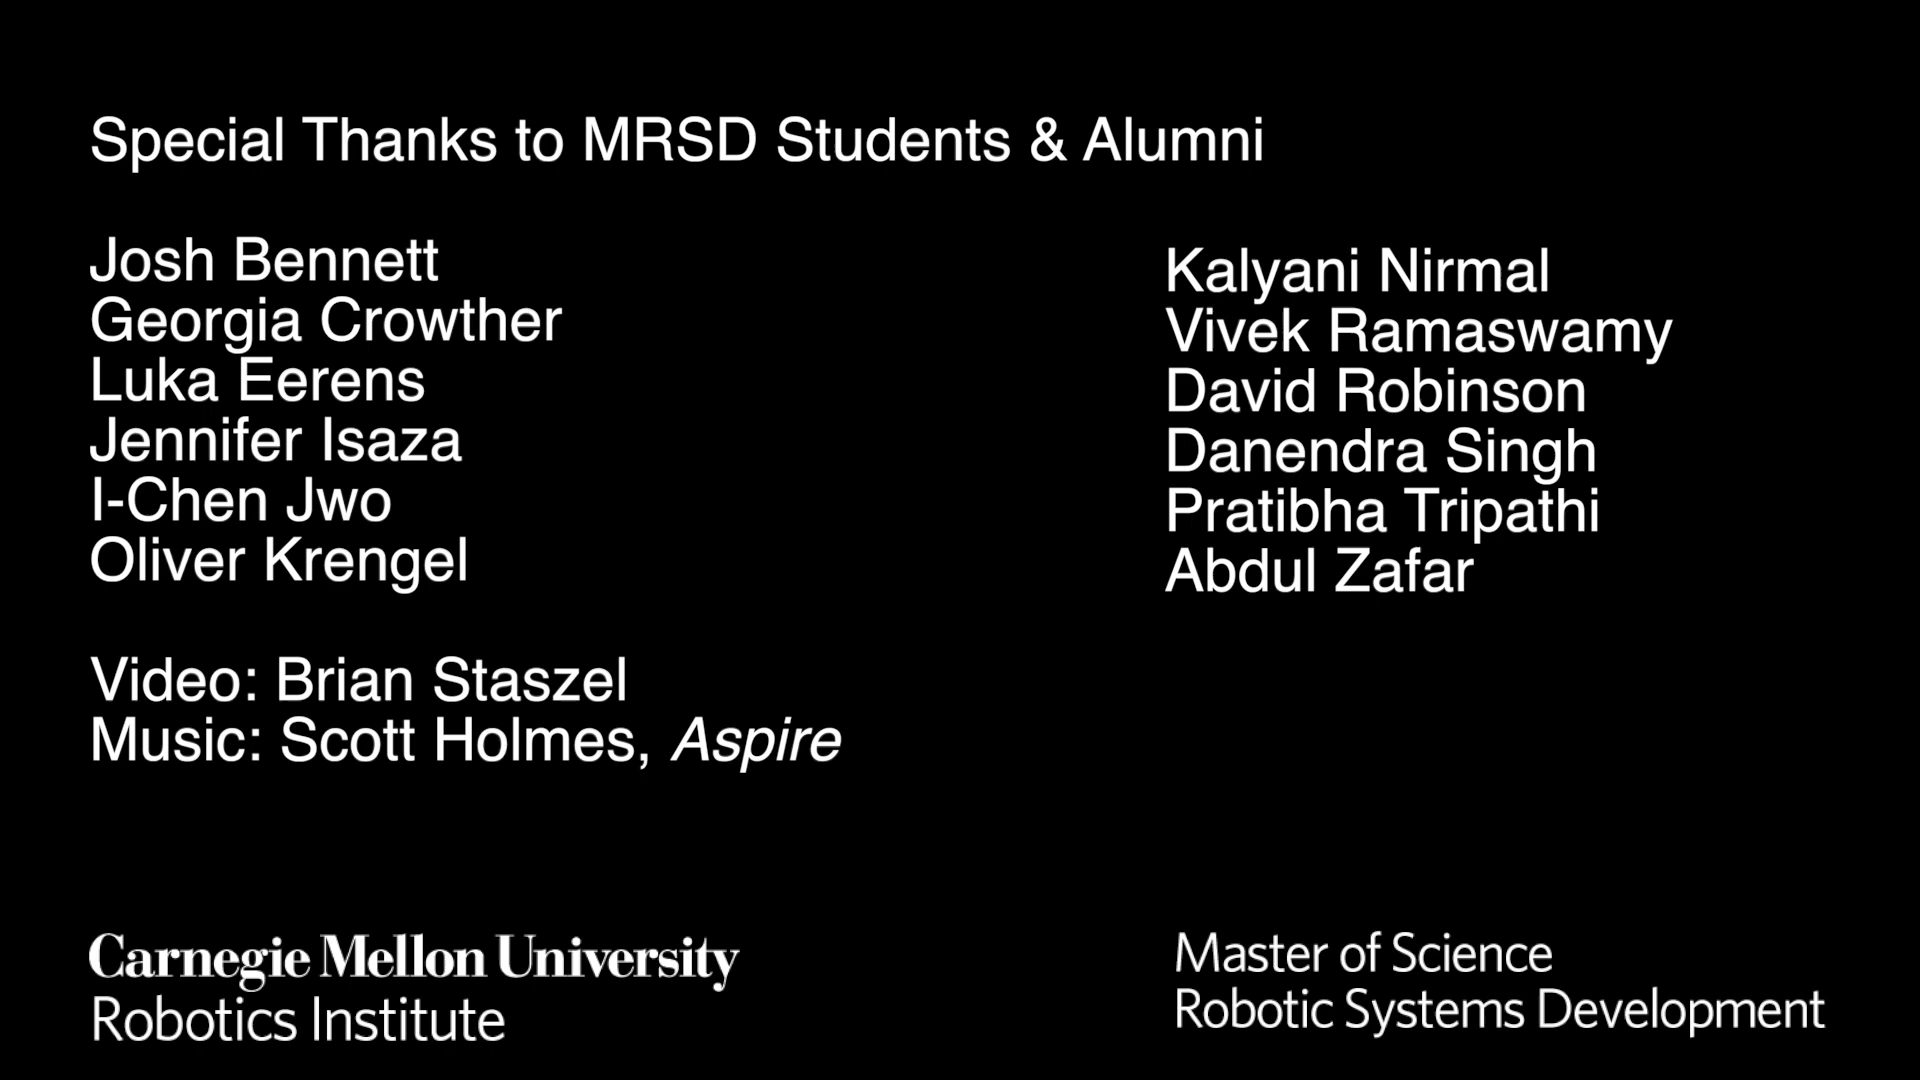 Special Thanks to MRSD Students & Alumni
Josh Bennett
Georgia Crowther
Luka Eerens
Jennifer Isaza
I-Chen Jwo
Oliver Krengel
Kalyani Nirmal
Vivek Ramaswamy
David Robinson
Danendra Singh
Pratibha Tripathi
Abdul Zafar
Video: Brian Staszel
Music: Scott Holmes, Aspire
Carnegie Mellon University
Robotics Institute
Master of Science
Robotic Systems Development